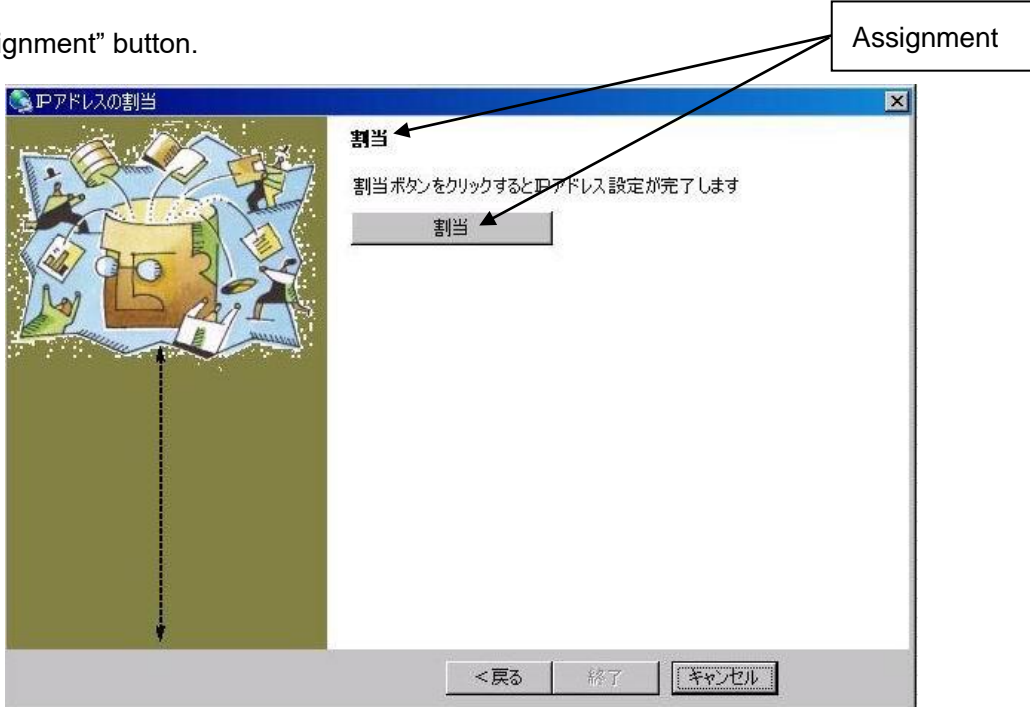 ignment” button.
Assignment
IPアドレスの割当
割当
割当ボタンをクリックするとIPアドレス設定が完了します
割当
<戻る
終了
キャンセル